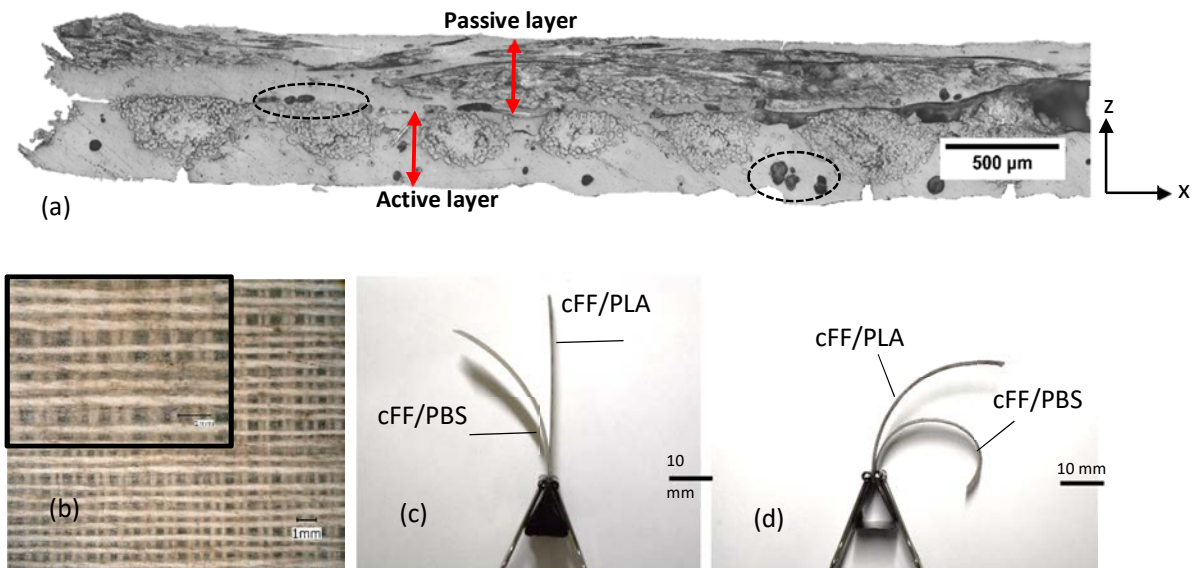 Passive layer
500 µm
Active layer
(a)
z
x
1mm
(b)
1mm
cFF/PLA
cFF/PBS
(c)
10
mm
cFF/PLA
cFF/PBS
(d)
10 mm